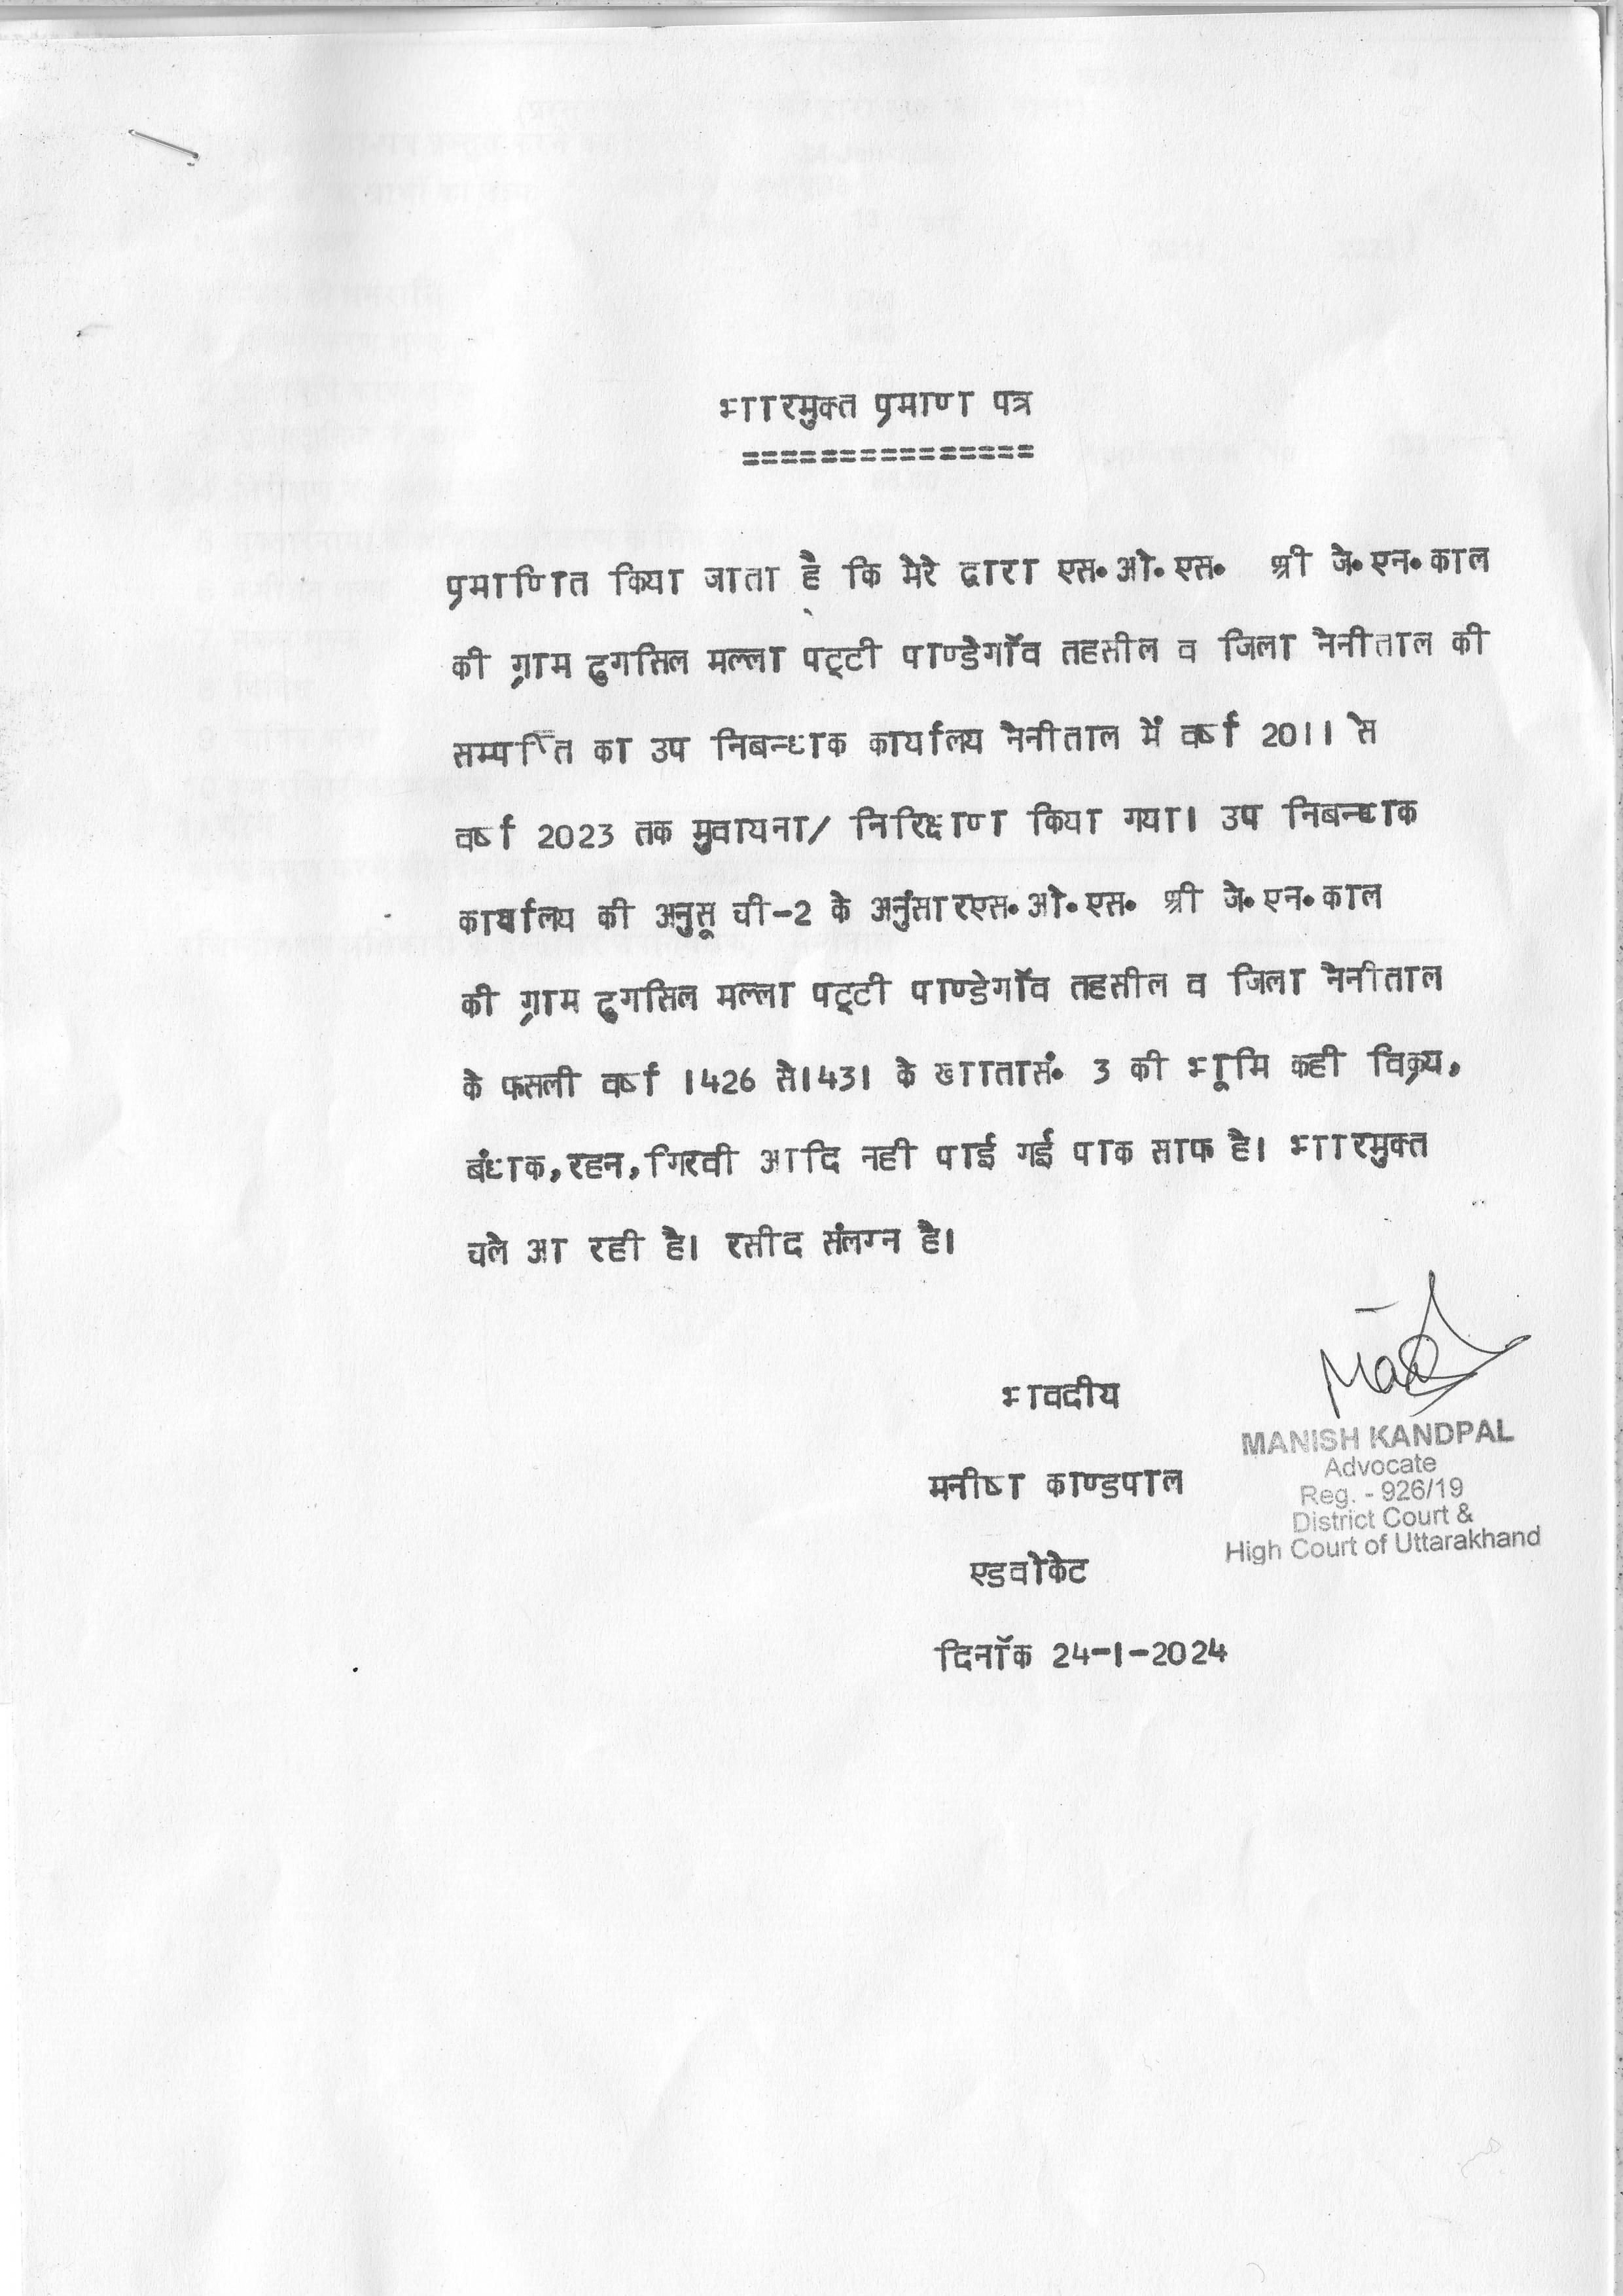 भारमुक्त प्रमाण पत्र
===============
प्रमाणित किया जाता है कि मेरे द्वारा एस.ओ.एस. श्री जे.एन.काल
की ग्राम ढुगसिल मल्ला पट्टी पाण्डेगॉव तहसील व जिला नैनीताल की
सम्पत्ति का उप निबन्धक कार्यालय नैनीताल में वर्ष 2011 से
वर्ष 2023 तक मुवायना/ निरिक्षण किया गया। उप निबन्धक
कार्यालय की अनुसूची-2 के अनुंसारएस.ओ.एस. श्री जे.एन.काल
की ग्राम ढुगसिल मल्ला पट्टी पाण्डेगॉव तहसील व जिला नैनीताल
के फसली वर्ष 1426 से1431 के खातासं. 3 की भूमि कही विक्रय,
बंधक,रहन,गिरवी आदि नही पाई गई पाक साफ है। भारमुक्त
चले आ रही है। रसीद संलग्न है।
भवदीय
मनीष काण्डपाल
एडवोकेट
दिनॉक 24-1-2024
MANISH KANDPAL
Advocate
Reg. - 926/19
District Court &
High Court of Uttarakhand